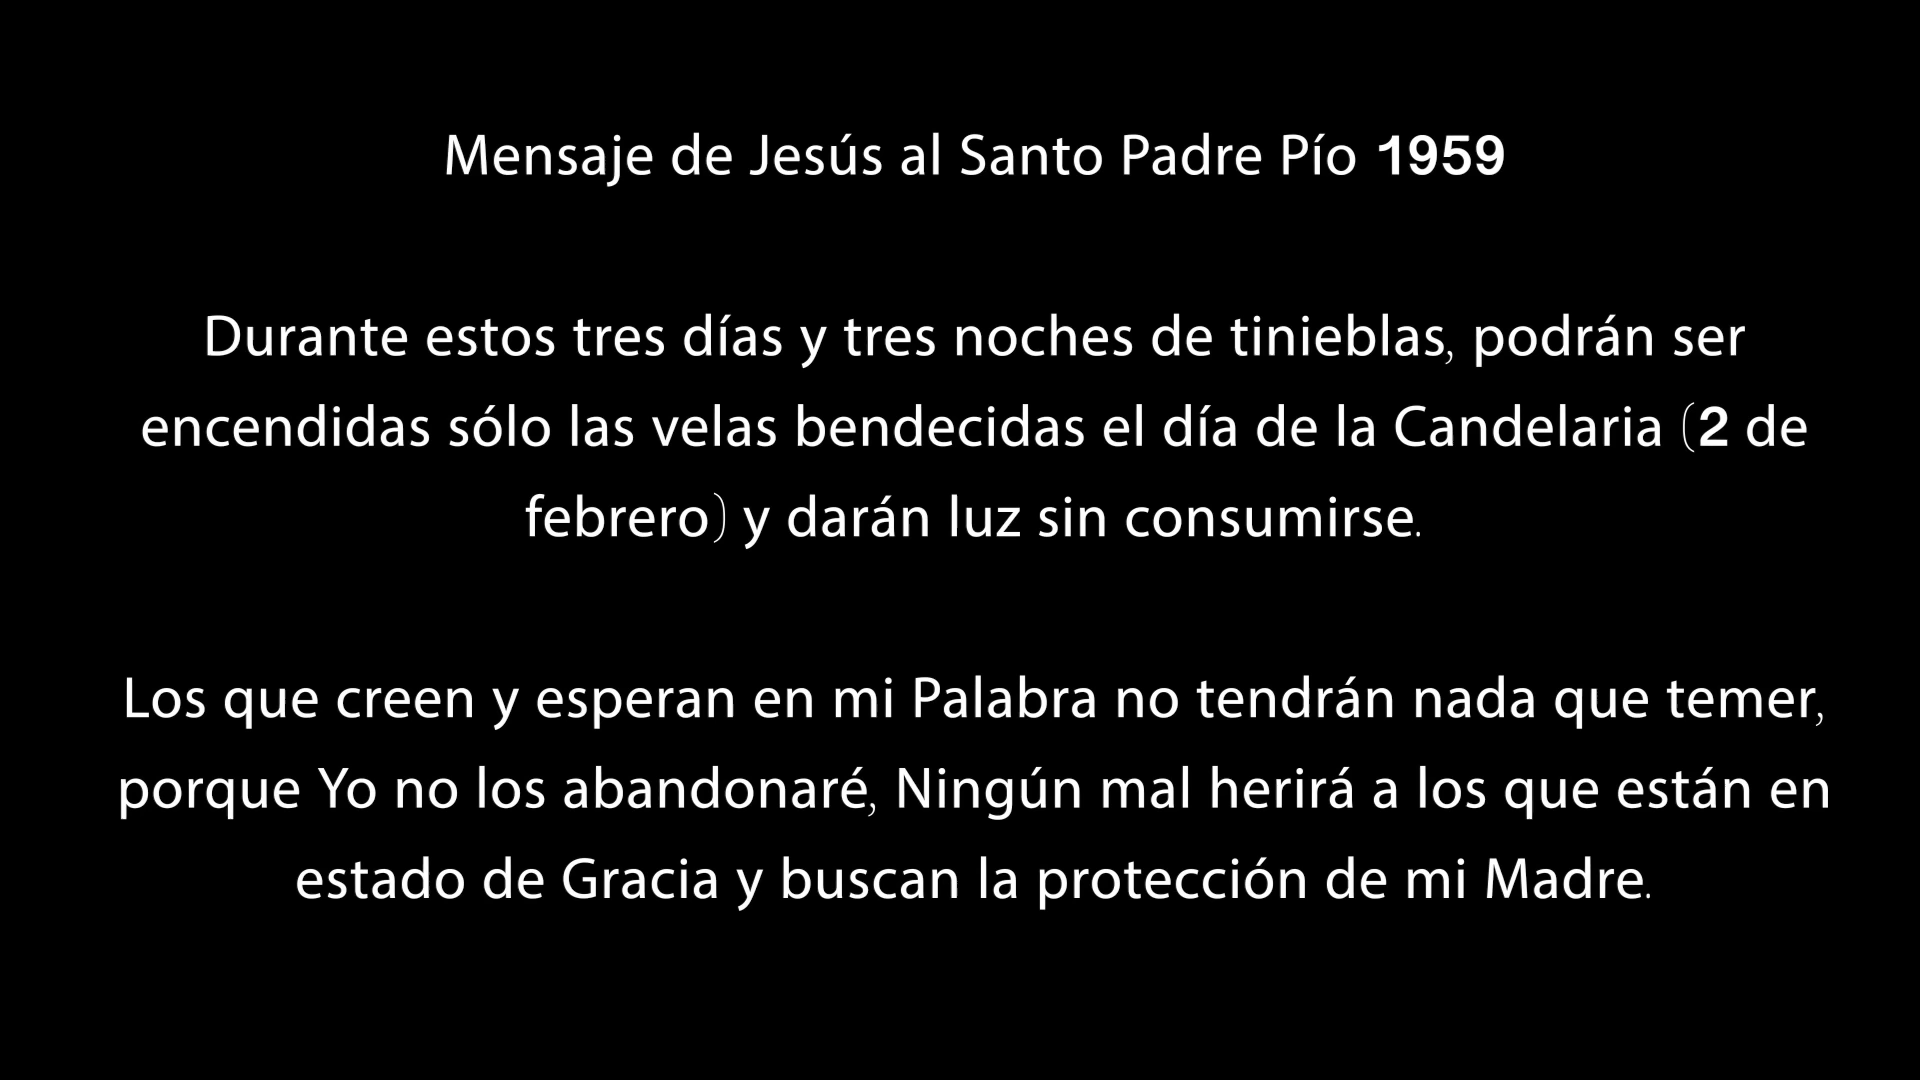 Mensaje de Jesús al Santo Padre Pío 1959
Durante estos tres días y tres noches de tinieblas, podrán ser
encendidas sólo las velas bendecidas el día de la Candelaria (2 de
febrero) y darán luz sin consumirse.
Los que creen y esperan en mi Palabra no tendrán nada que temer,
porque Yo no los abandonaré, Ningún mal herirá a los que están en
estado de Gracia y buscan la protección de mi Madre.